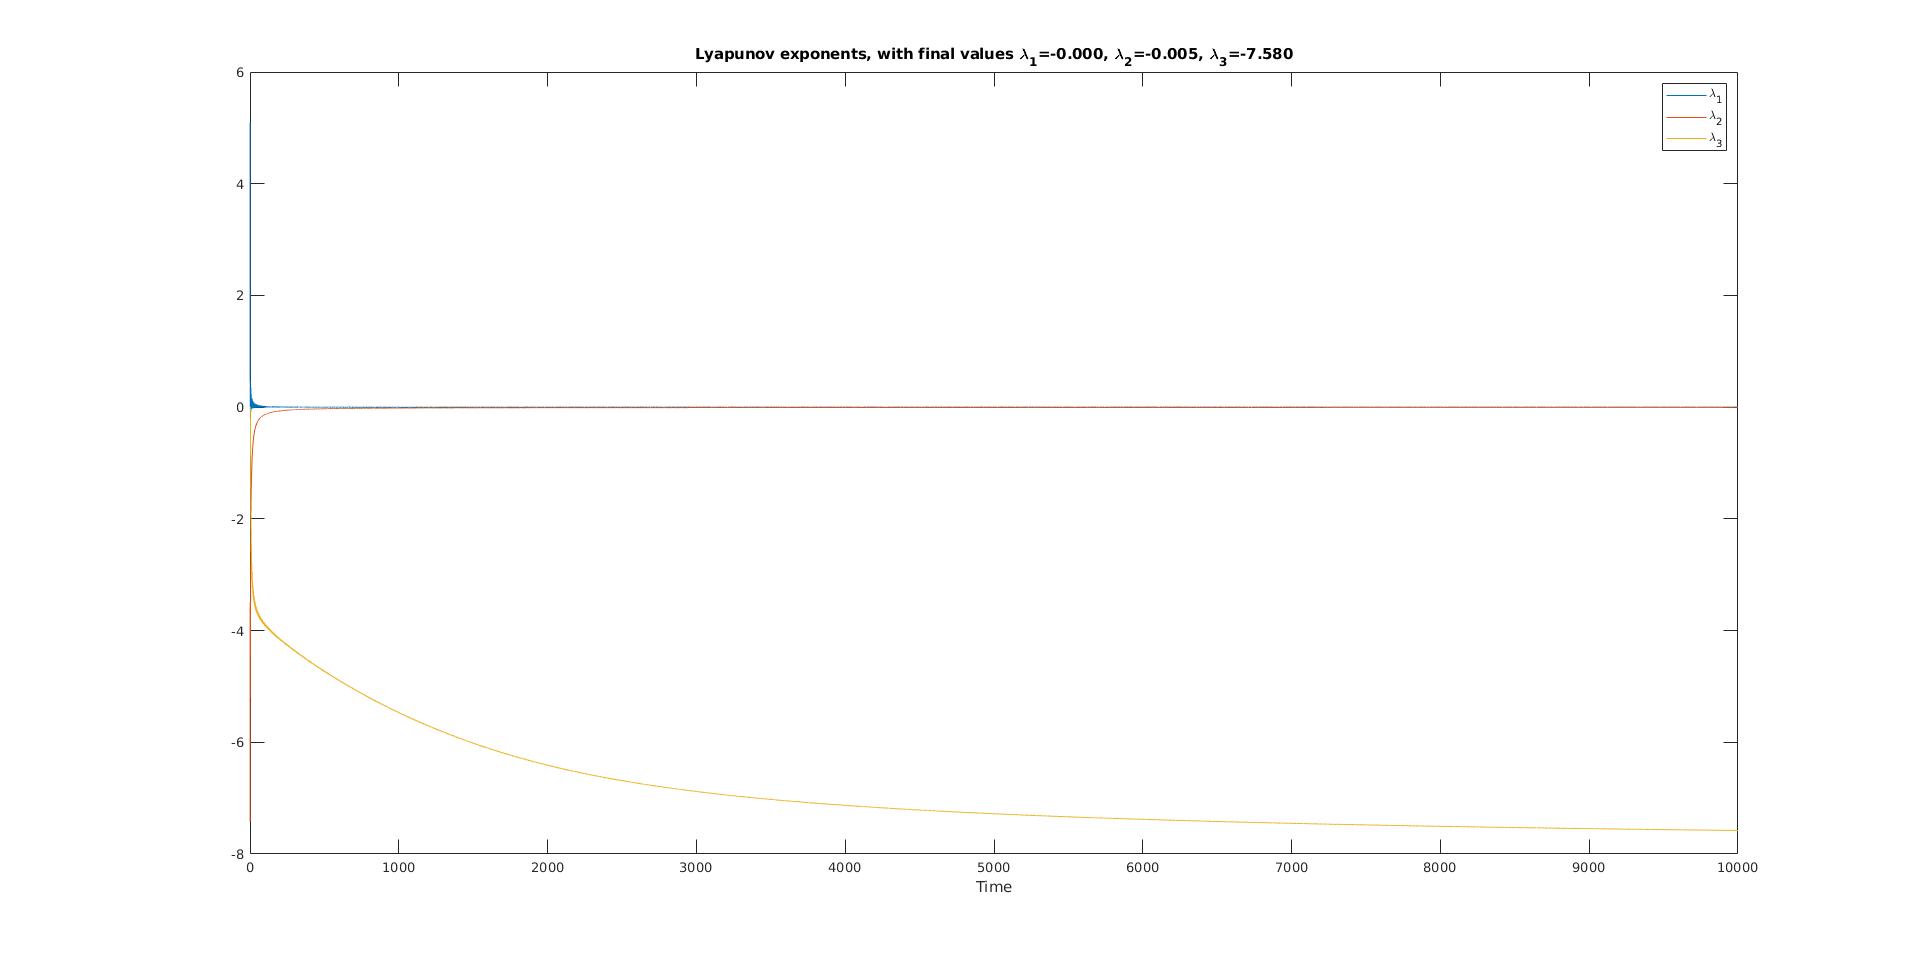 Lyapunov exponents, with final values λ1=-0.000, λ2=-0.005, λ3=-7.580
6
4
2
0
-2
-4
-6
-8
0 1000 2000 3000 4000 5000 6000 7000 8000 9000 10000
Time
λ1
λ2
λ3